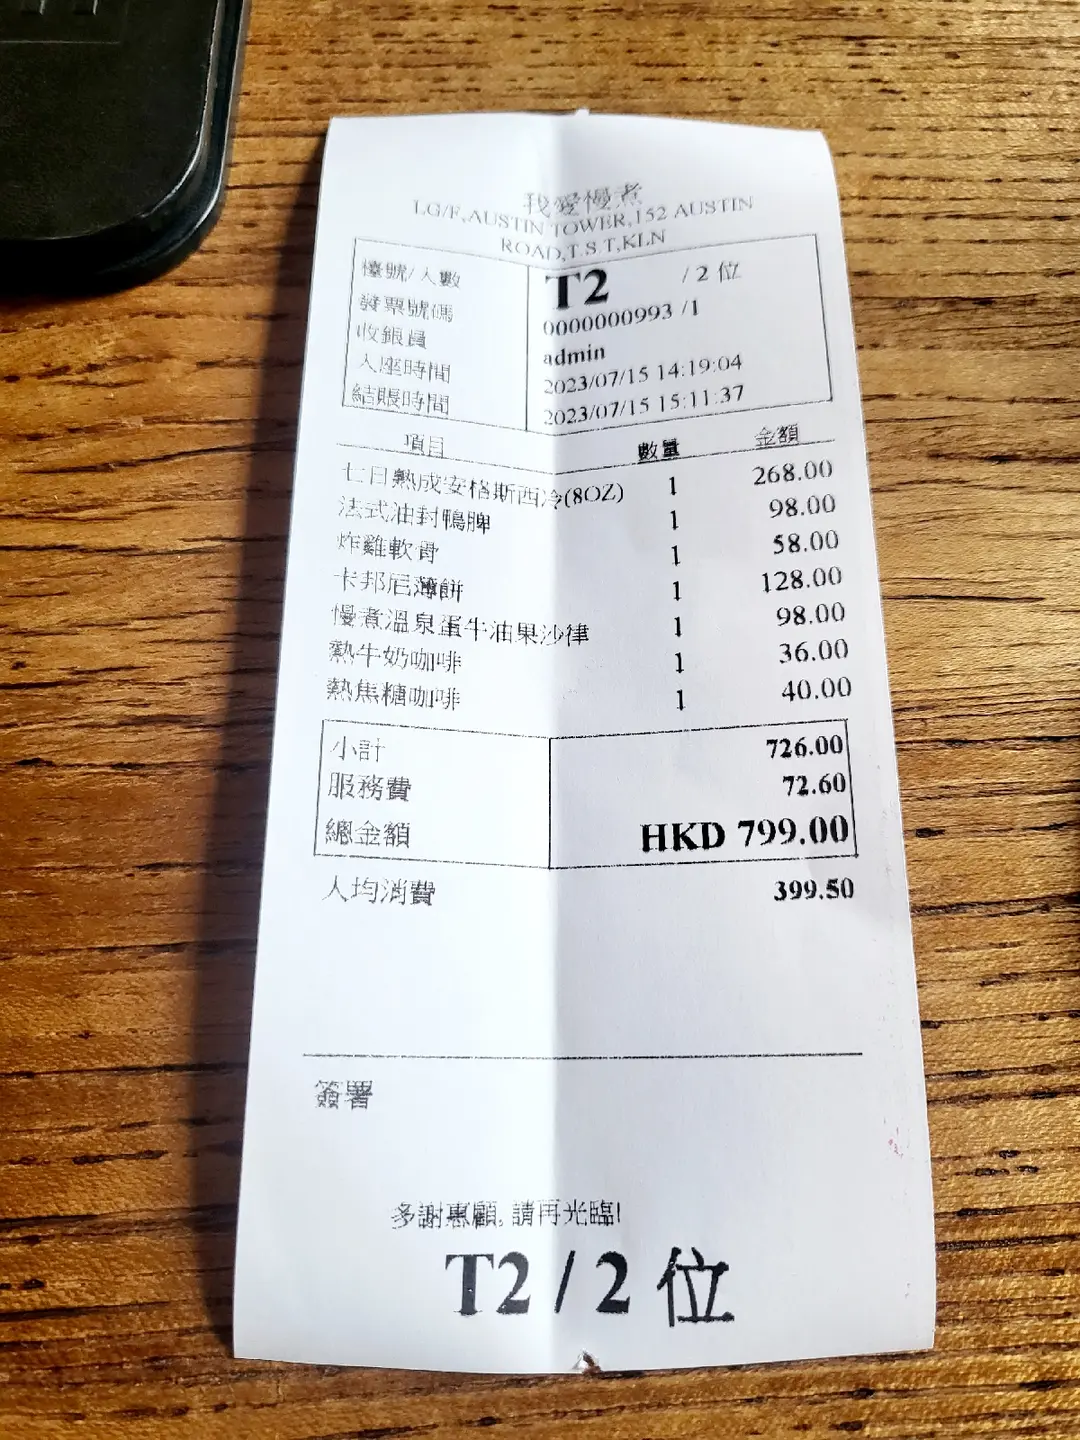 我愛慢煮
LG/F,AUSTIN TOWER,152 AUSTIN
ROAD,T.S.T,KLN
檯號/人數 T2 / 2 位
發票號碼 0000000993 /1
收銀員 admin
入座時間 2023/07/15 14:19:04
結賬時間 2023/07/15 15:11:37
項目 數量 金額
七日熟成安格斯西冷(8OZ) 1 268.00
法式油封鴨脾 1 98.00
炸雞軟骨 1 58.00
卡邦尼薄餅 1 128.00
慢煮溫泉蛋牛油果沙律 1 98.00
熱牛奶咖啡 1 36.00
熱焦糖咖啡 1 40.00
小計 726.00
服務費 72.60
總金額 HKD 799.00
人均消費 399.50
簽署
多謝惠顧, 請再光臨!
T2 / 2 位